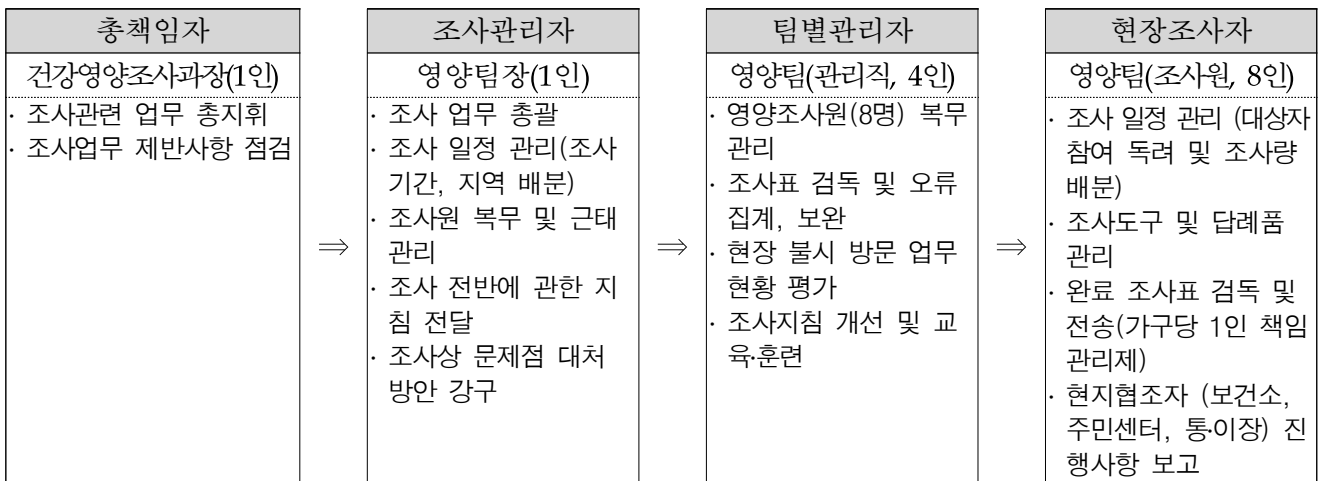 총책임자
건강영양조사과장(1인)
· 조사관련 업무 총지휘
· 조사업무 제반사항 점검
⇒
조사관리자
영양팀장(1인)
· 조사 업무 총괄
· 조사 일정 관리(조사
기간, 지역 배분)
· 조사원 복무 및 근태
관리
· 조사 전반에 관한 지
침 전달
· 조사상 문제점 대처
방안 강구
⇒
팀별관리자
영양팀(관리직, 4인)
· 영양조사원(8명) 복무
관리
· 조사표 검독 및 오류
집계, 보완
· 현장 불시 방문 업무
현황 평가
· 조사지침 개선 및 교
육·훈련
⇒
현장조사자
영양팀(조사원, 8인)
· 조사 일정 관리 (대상자
참여 독려 및 조사량
배분)
· 조사도구 및 답례품
관리
· 완료 조사표 검독 및
전송(가구당 1인 책임
관리제)
· 현지협조자 (보건소,
주민센터, 통·이장) 진
행사항 보고